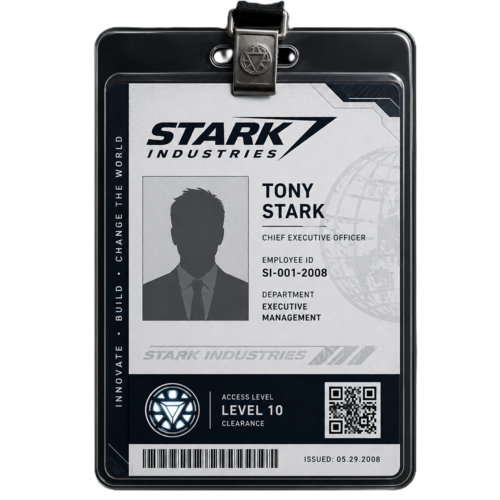 STARK
INDUSTRIES
TONY
STARK
CHIEF EXECUTIVE OFFICER
EMPLOYEE ID
SI-001-2008
DEPARTMENT
EXECUTIVE
MANAGEMENT
STARK INDUSTRIES
INNOVATE • BUILD • CHANGE THE WORLD
ACCESS LEVEL
LEVEL 10
CLEARANCE
ISSUED: 05.29.2008